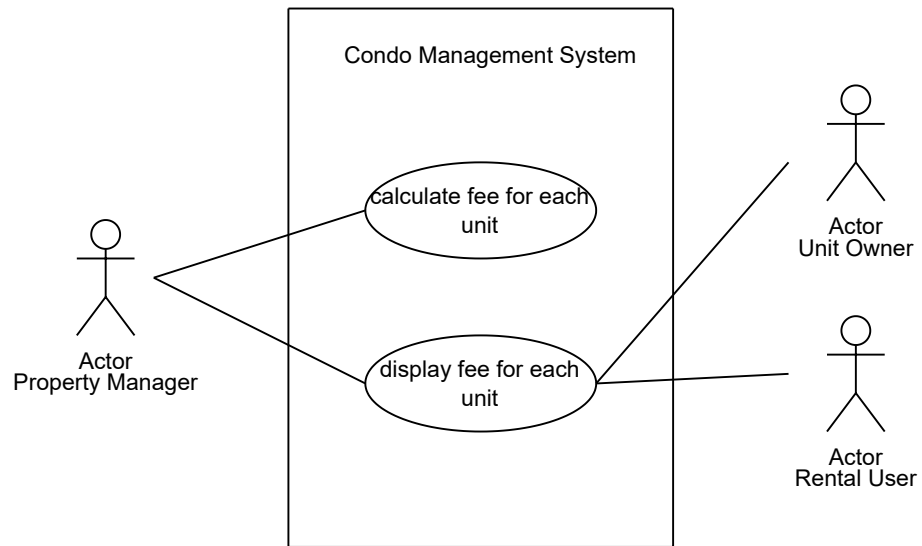 Condo Management System
calculate fee for each
unit
Actor
Unit Owner
Actor
Property Manager
display fee for each
unit
Actor
Rental User